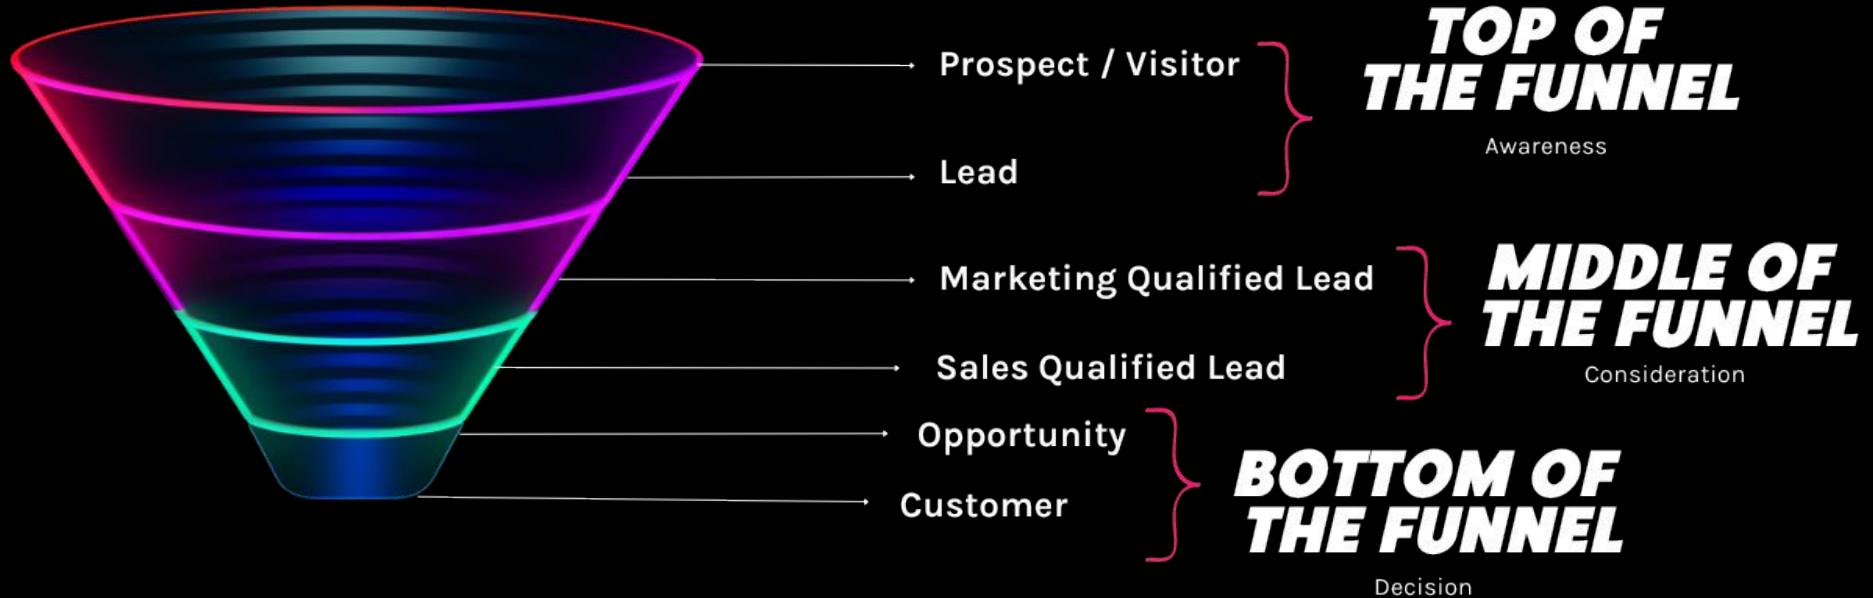 Prospect / Visitor
Lead
TOP OF
THE FUNNEL
Awareness
Marketing Qualified Lead
Sales Qualified Lead
MIDDLE OF
THE FUNNEL
Consideration
Opportunity
Customer
BOTTOM OF
THE FUNNEL
Decision